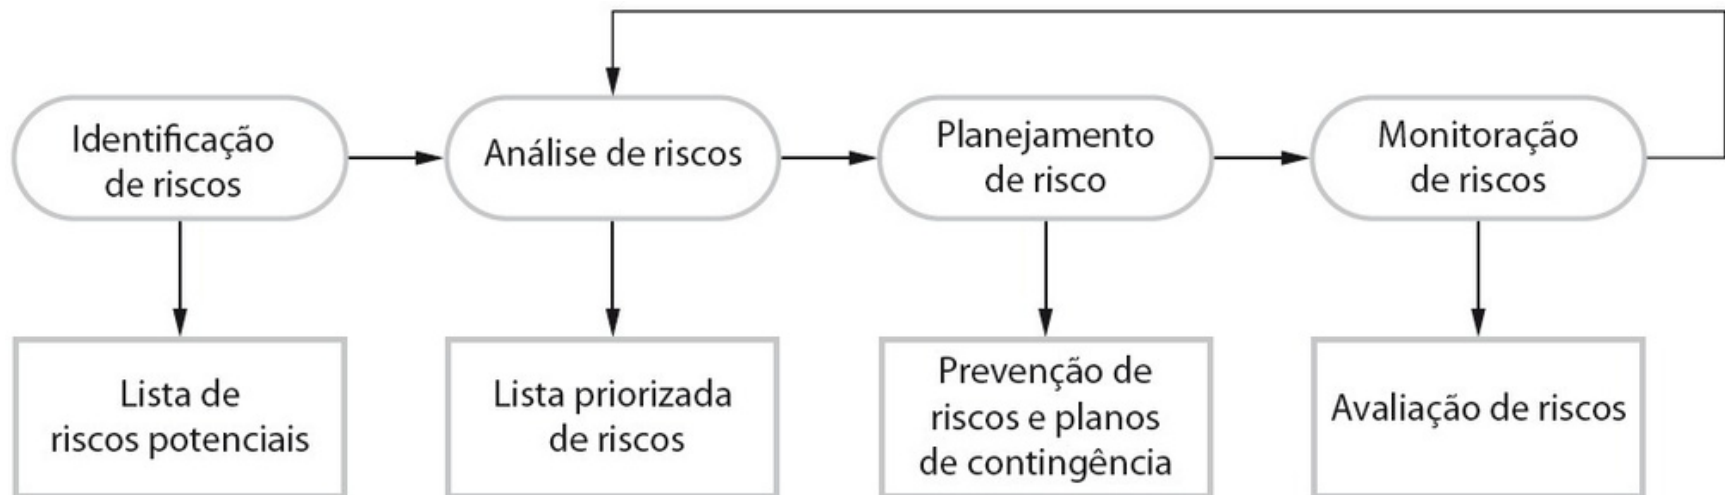 Identificação
de riscos
Análise de riscos
Planejamento
de risco
Monitoração
de riscos
Lista de
riscos potenciais
Lista priorizada
de riscos
Prevenção de
riscos e planos
de contingência
Avaliação de riscos